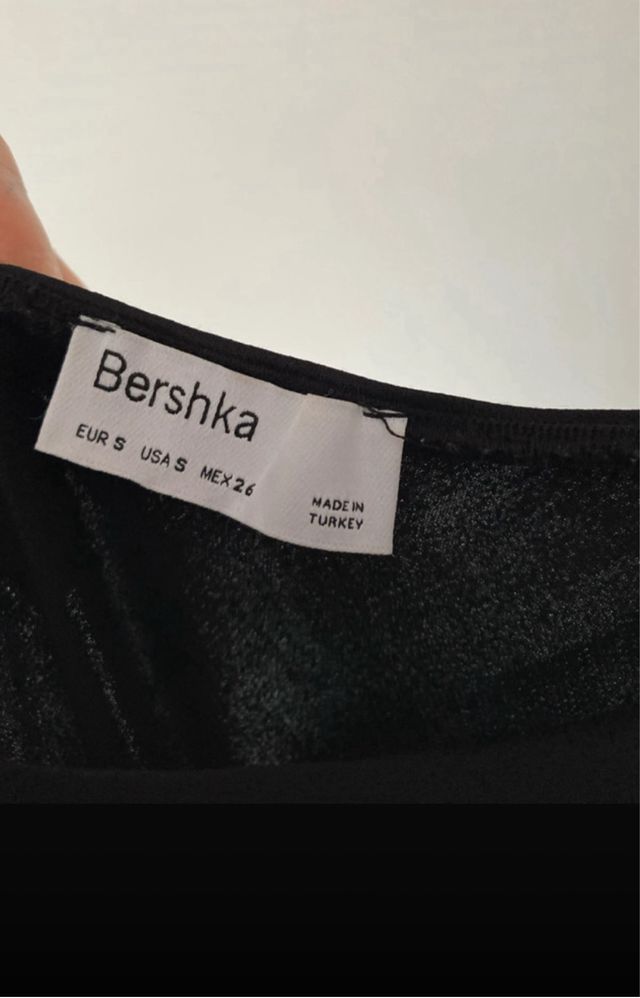 Bershka
EUR S USA S MEX 26
MADE IN
TURKEY